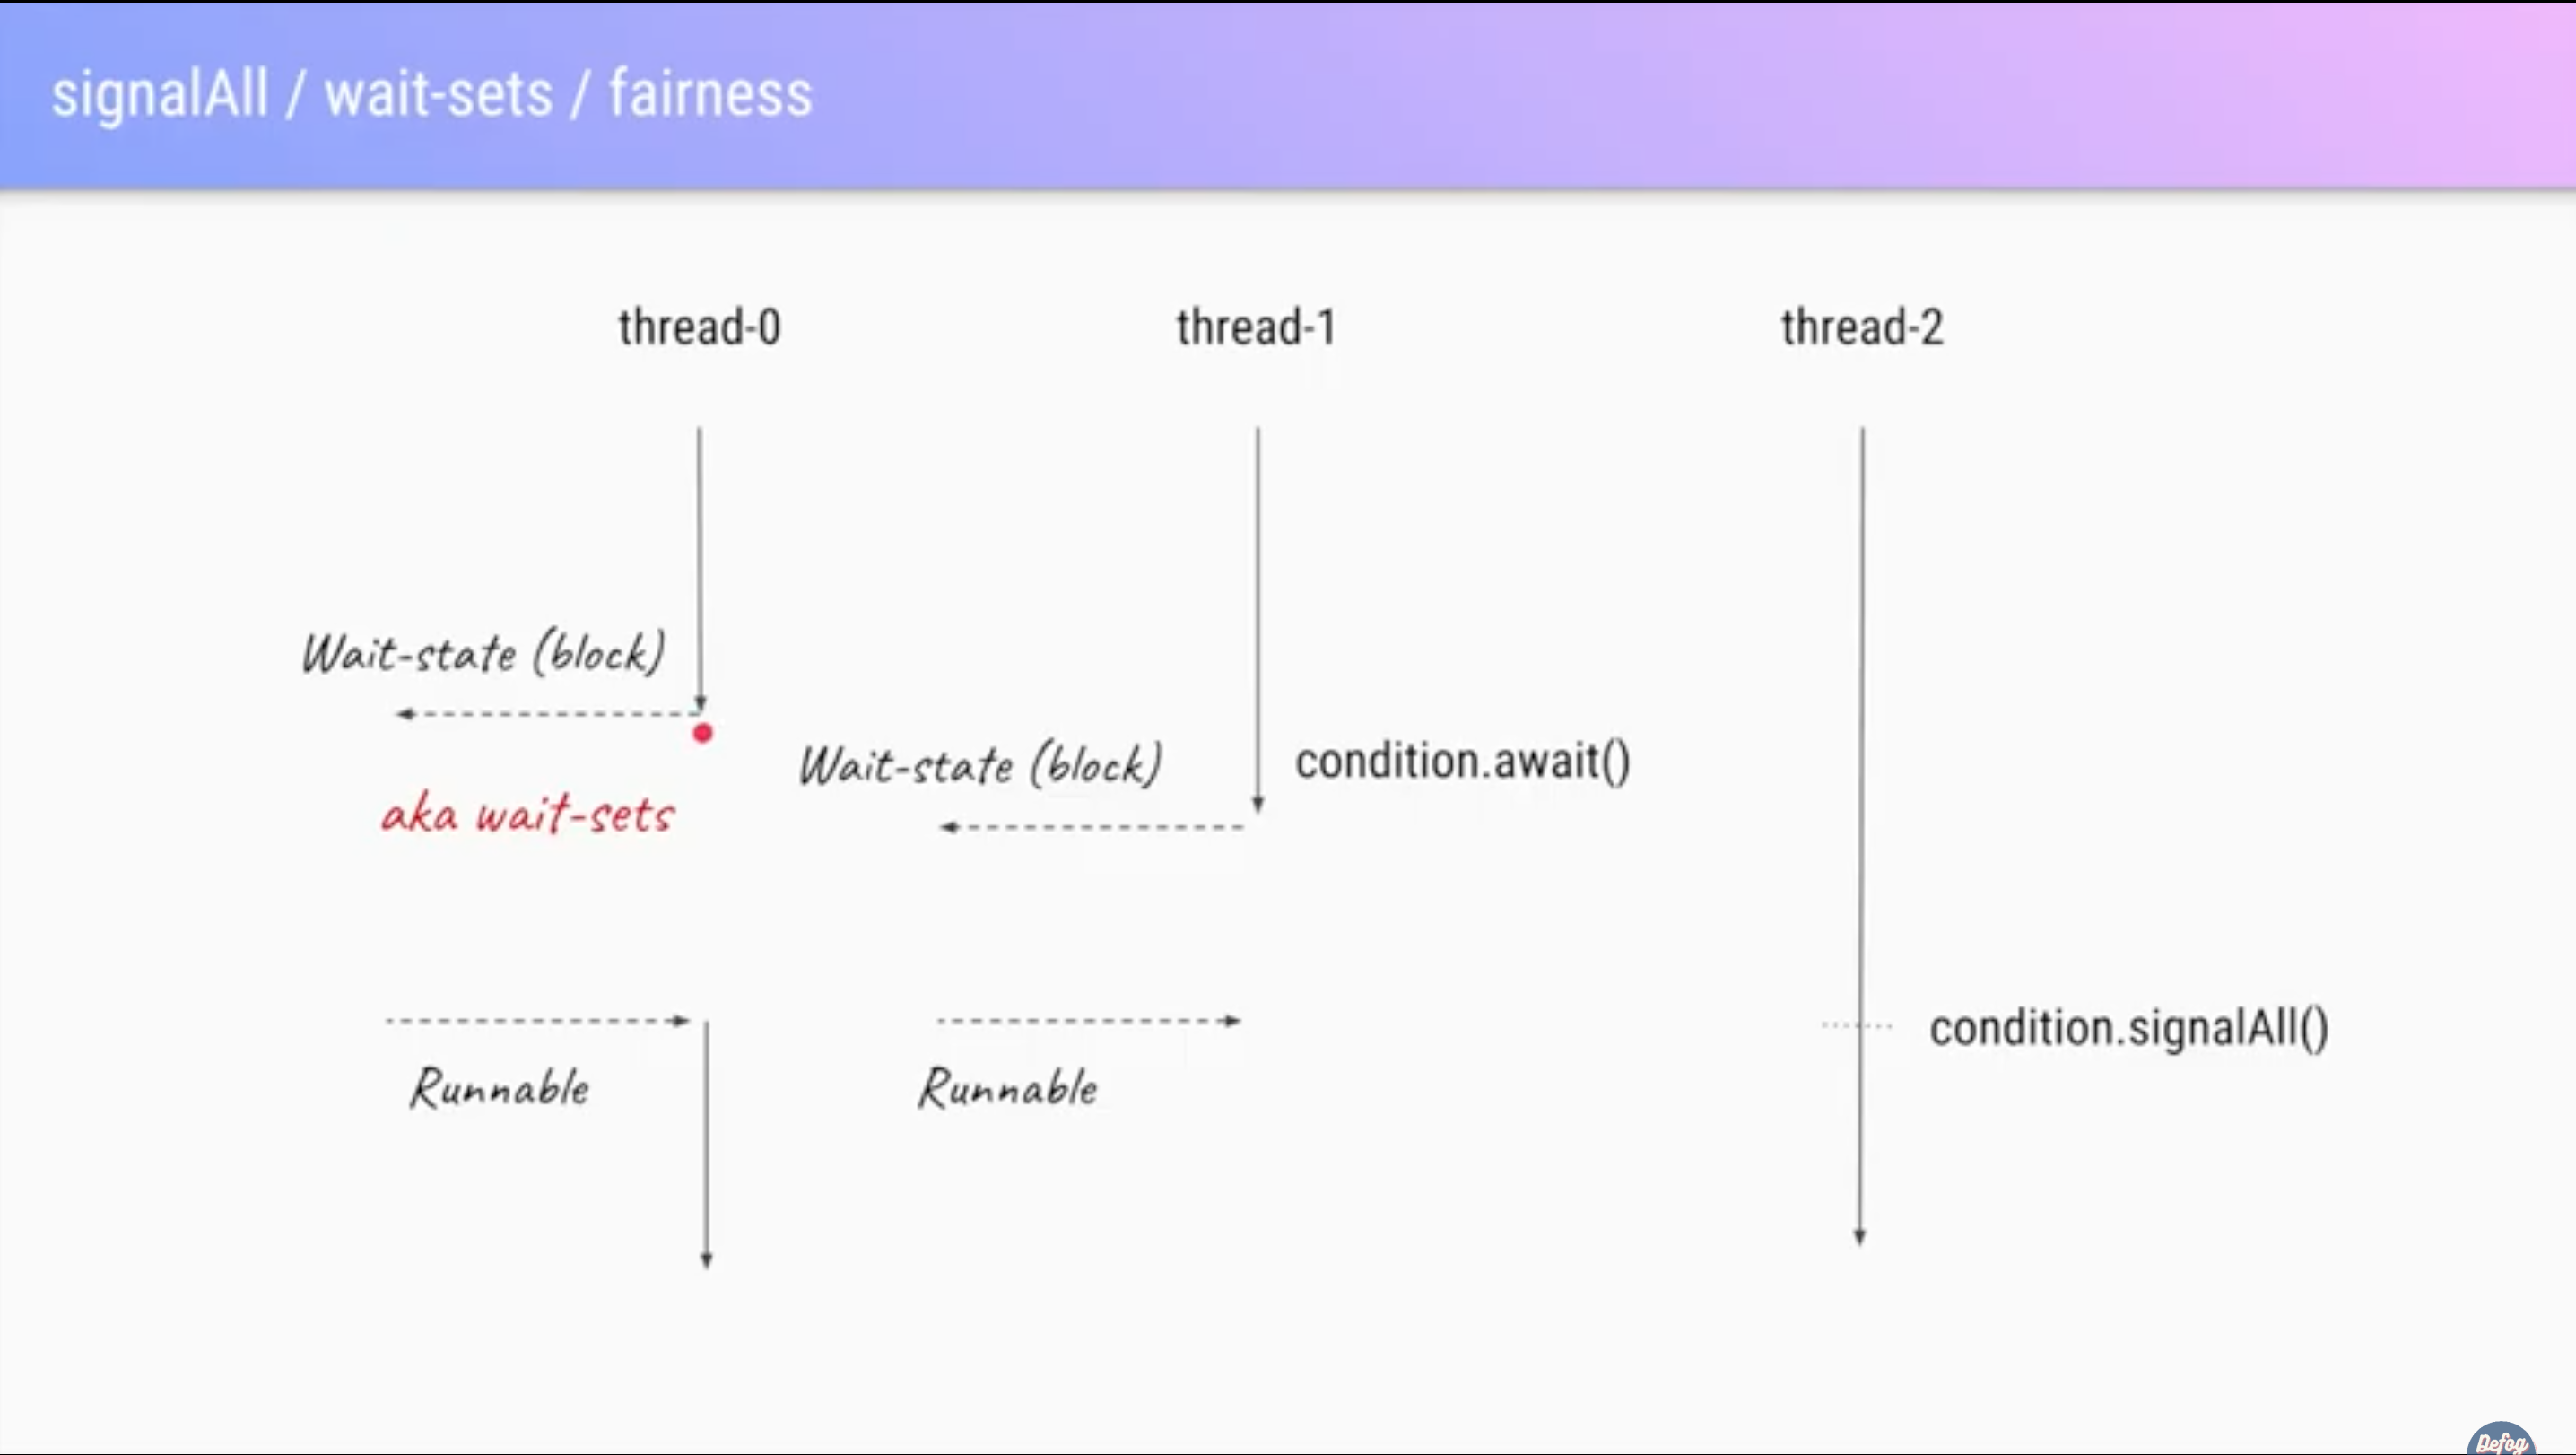 signalAll / wait-sets / fairness
thread-0
thread-1
thread-2
Wait-state (block)
Wait-state (block)
condition.await()
aka wait-sets
condition.signalAll()
Runnable
Runnable
Defog